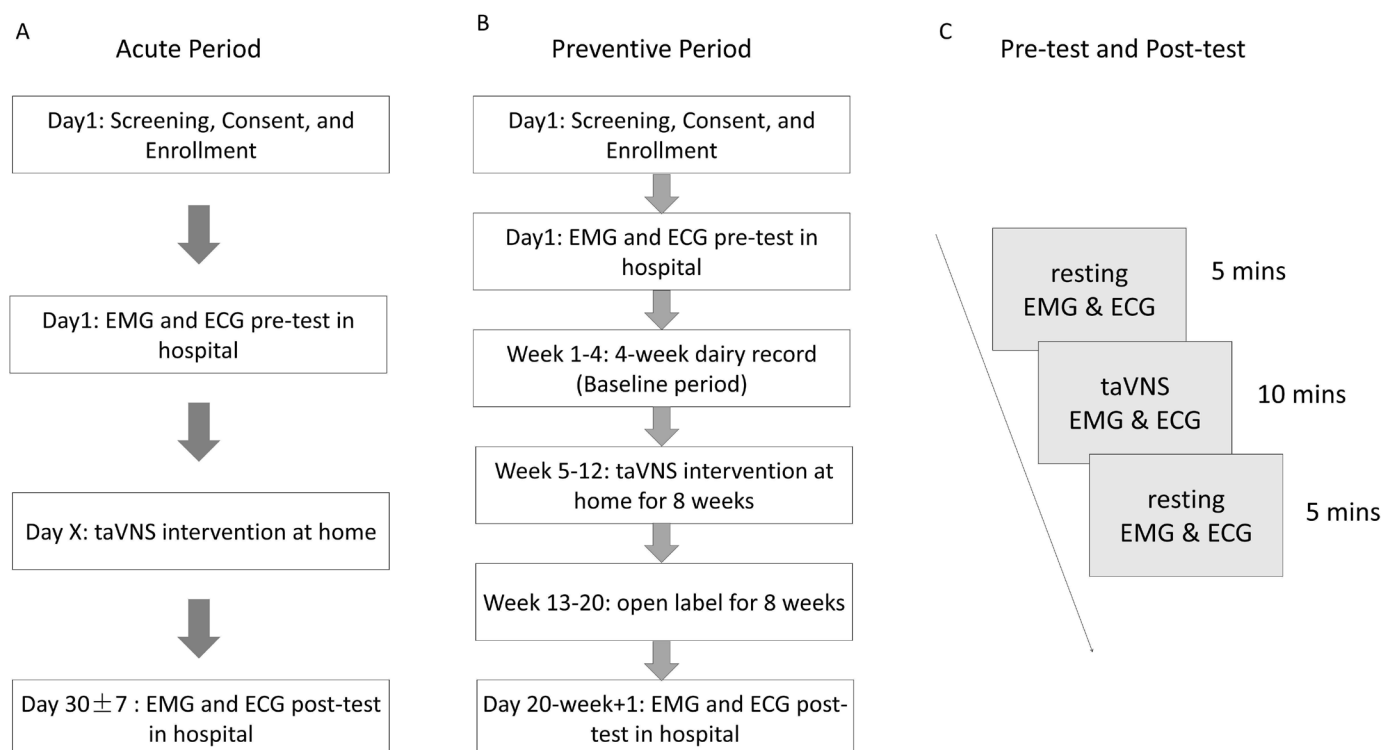 A
Acute Period
Day1: Screening, Consent, and
Enrollment
Day1: EMG and ECG pre-test in
hospital
Day X: taVNS intervention at home
Day 30±7 : EMG and ECG post-test
in hospital
B
Preventive Period
Day1: Screening, Consent, and
Enrollment
Day1: EMG and ECG pre-test in
hospital
Week 1-4: 4-week dairy record
(Baseline period)
Week 5-12: taVNS intervention at
home for 8 weeks
Week 13-20: open label for 8 weeks
Day 20-week+1: EMG and ECG post-
test in hospital
C
Pre-test and Post-test
resting
EMG & ECG
5 mins
taVNS
EMG & ECG
10 mins
resting
EMG & ECG
5 mins